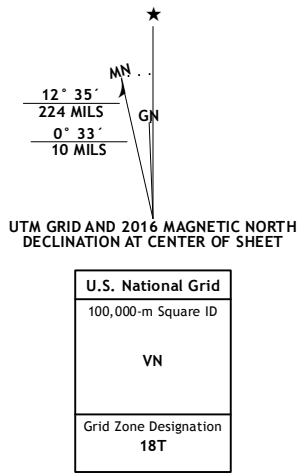 ★
MN
GN
12° 35´
224 MILS
0° 33´
10 MILS
UTM GRID AND 2016 MAGNETIC NORTH
DECLINATION AT CENTER OF SHEET
U.S. National Grid
100,000-m Square ID
VN
Grid Zone Designation
18T